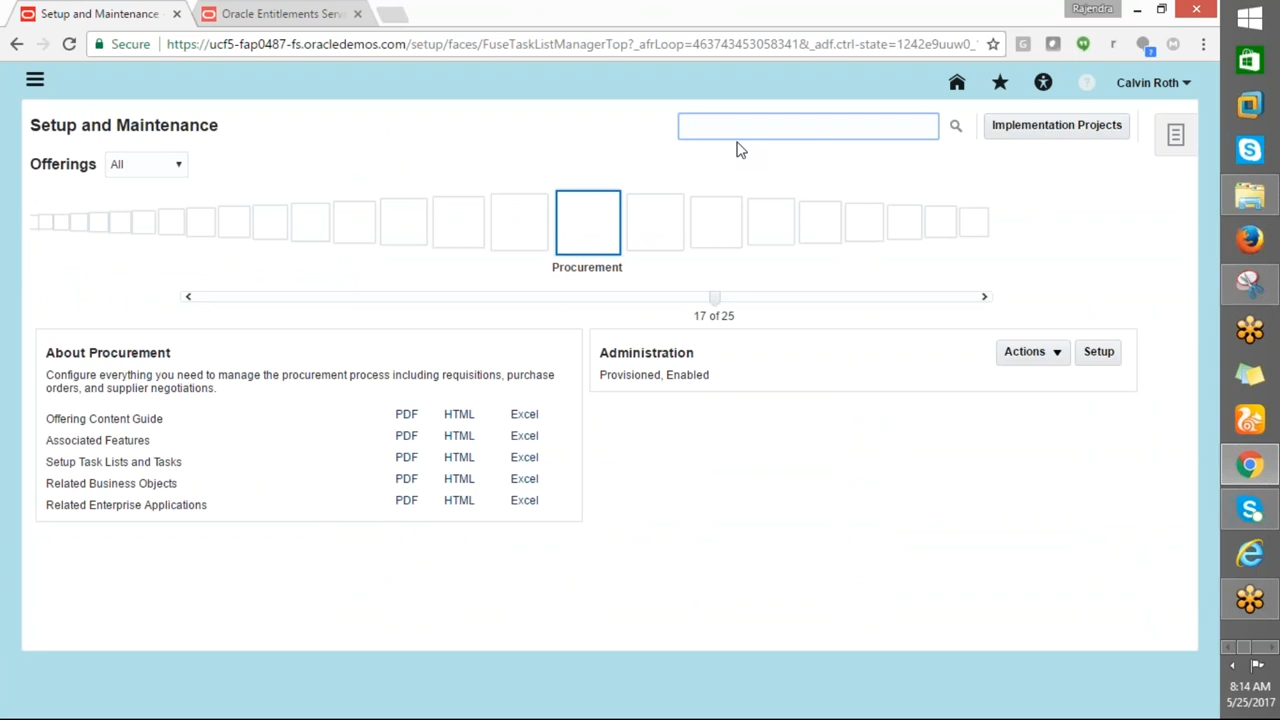 Setup and Maintenance
Oracle Entitlements Serv
Rajendra
Secure
https://ucf5-fap0487-fs.oracledemos.com/setup/faces/FuseTaskListManagerTop?_afrLoop=463743453058341&_adf.ctrl-state=1242e9uuw0_
Calvin Roth
Setup and Maintenance
Implementation Projects
Offerings
All
Procurement
17 of 25
About Procurement
Configure everything you need to manage the procurement process including requisitions, purchase
orders, and supplier negotiations.
Offering Content Guide PDF HTML Excel
Associated Features PDF HTML Excel
Setup Task Lists and Tasks PDF HTML Excel
Related Business Objects PDF HTML Excel
Related Enterprise Applications PDF HTML Excel
Administration
Actions
Setup
Provisioned, Enabled
8:14 AM
5/25/2017